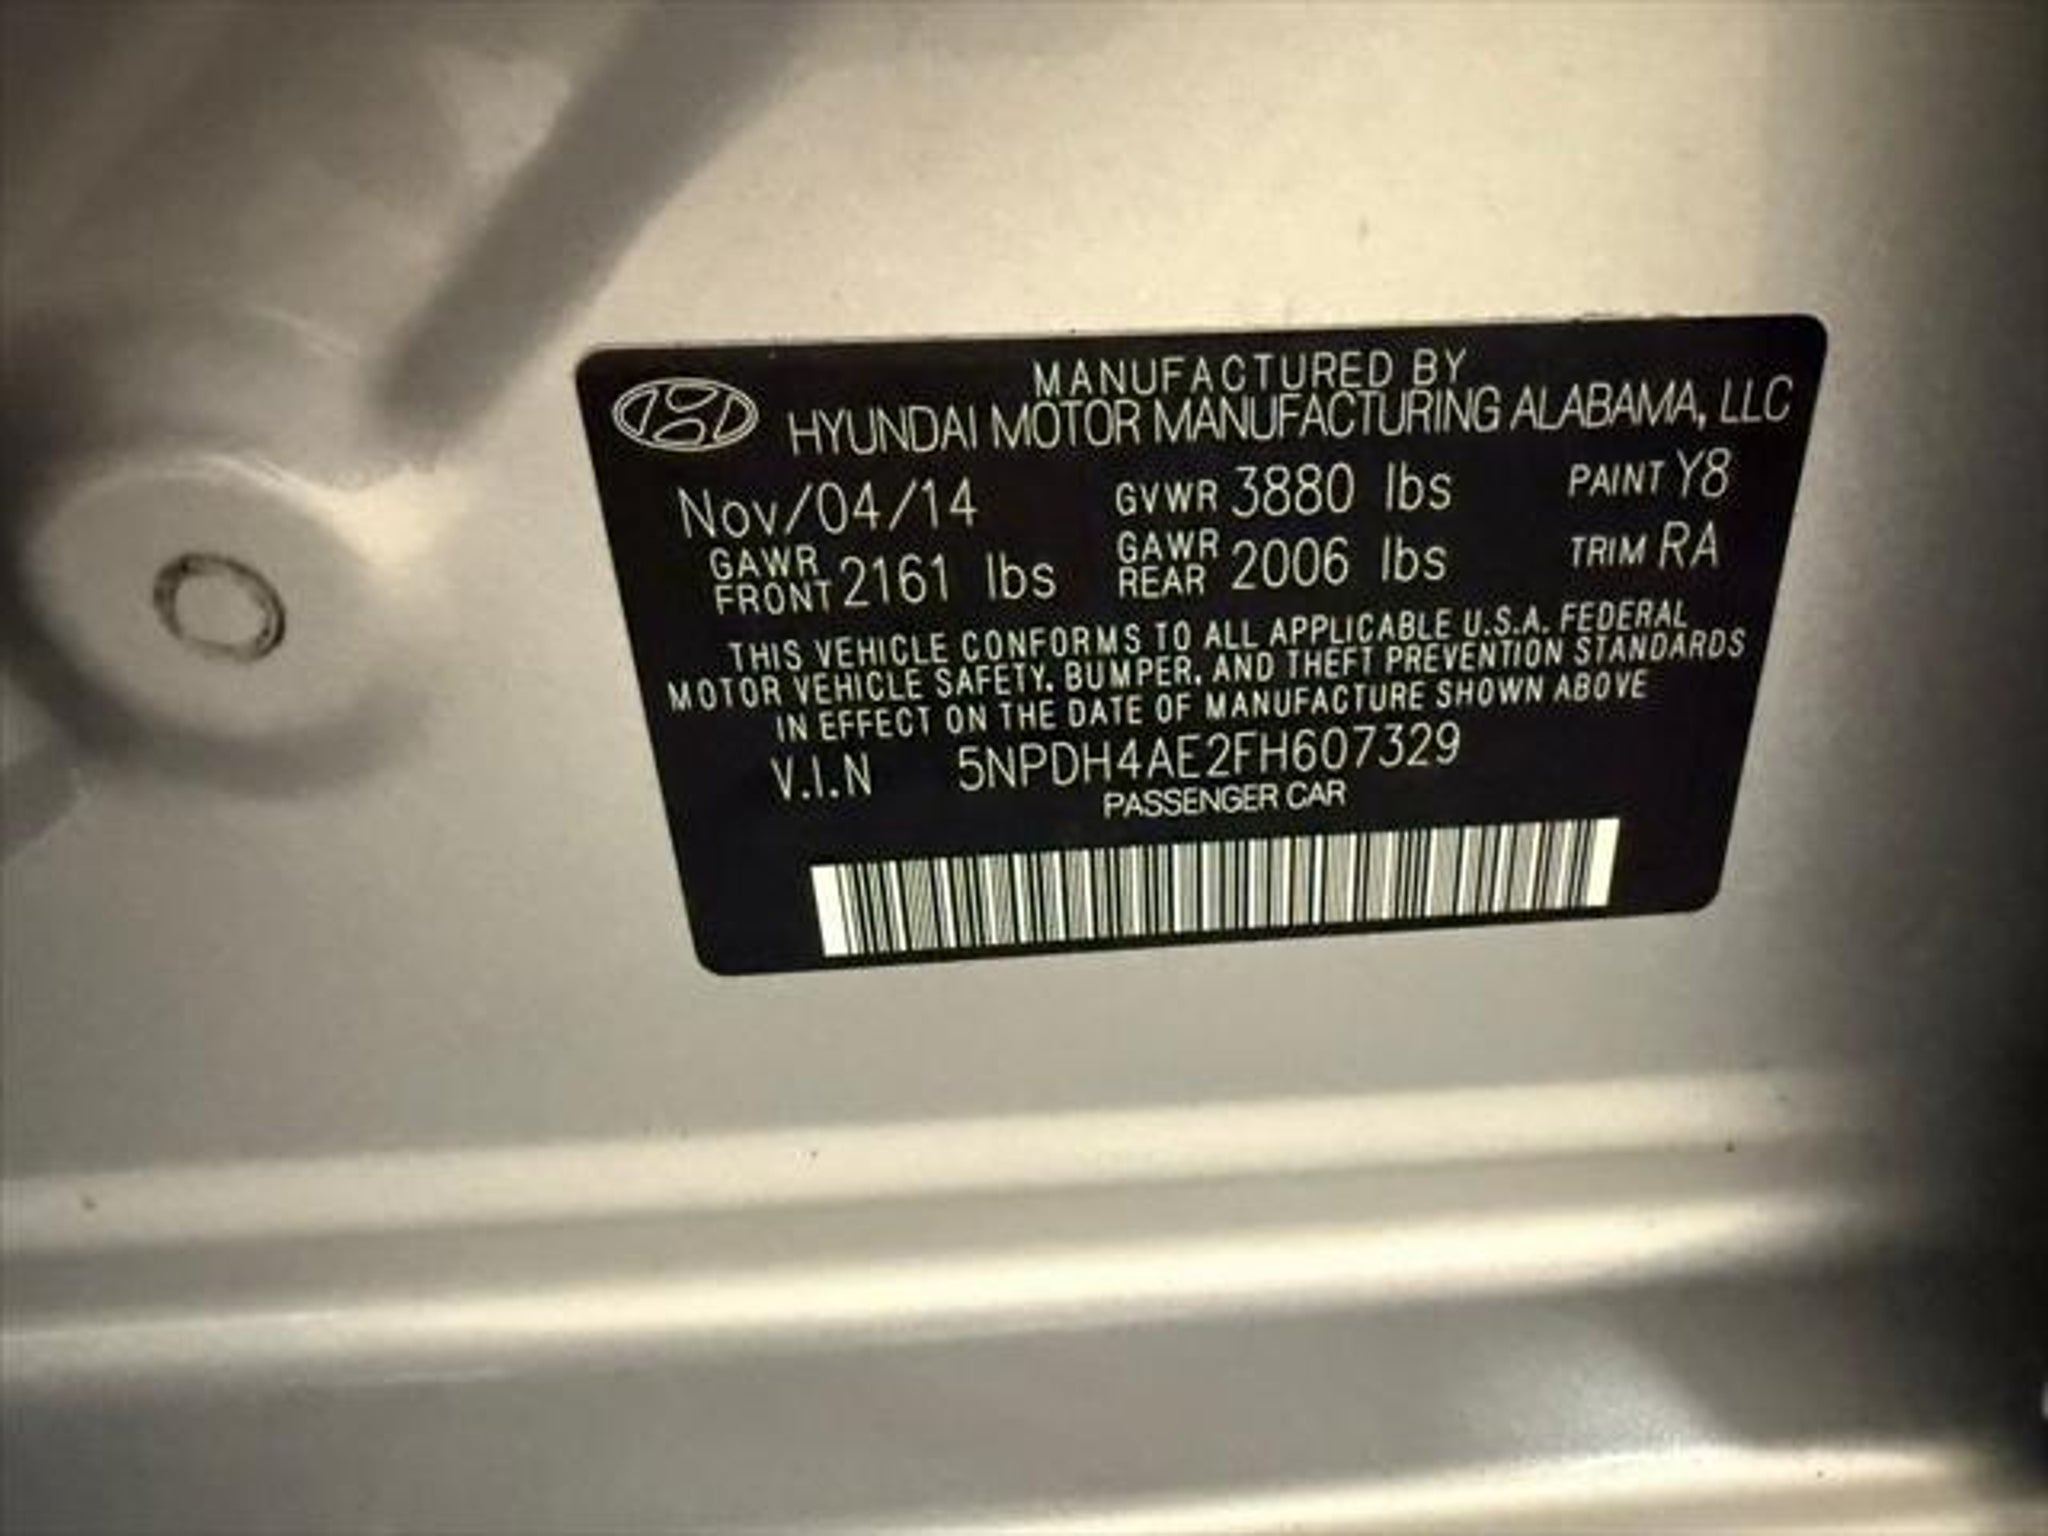 MANUFACTURED BY
HYUNDAI MOTOR MANUFACTURING ALABAMA, LLC
Nov/04/14 GVWR 3880 lbs PAINT Y8
GAWR FRONT 2161 lbs GAWR REAR 2006 lbs TRIM RA
THIS VEHICLE CONFORMS TO ALL APPLICABLE U.S.A. FEDERAL
MOTOR VEHICLE SAFETY, BUMPER, AND THEFT PREVENTION STANDARDS
IN EFFECT ON THE DATE OF MANUFACTURE SHOWN ABOVE
V.I.N 5NPDH4AE2FH607329
PASSENGER CAR